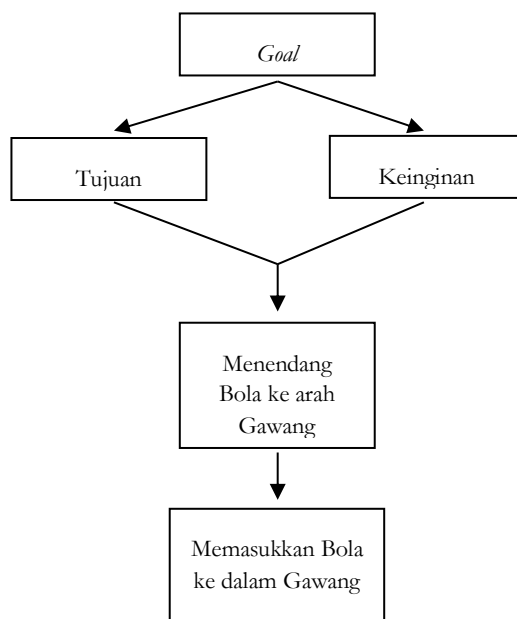 Goal
Tujuan
Keinginan
Menendang
Bola ke arah
Gawang
Memasukkan Bola
ke dalam Gawang